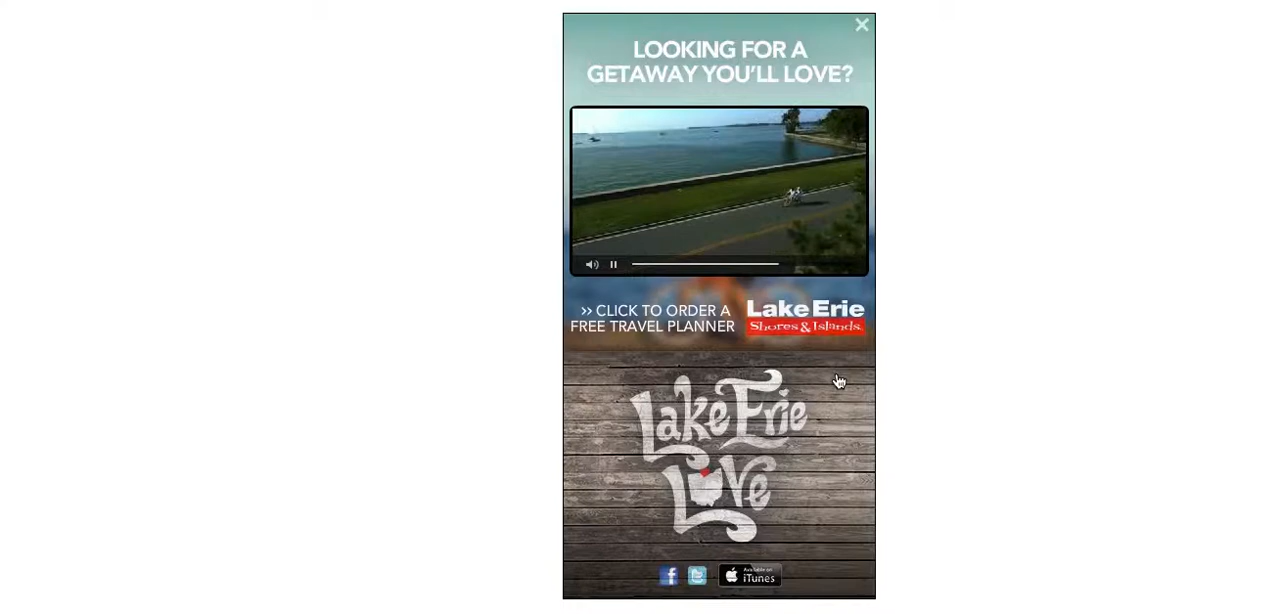 LOOKING FOR A
GETAWAY YOU'LL LOVE?
>> CLICK TO ORDER A
FREE TRAVEL PLANNER
Lake Erie
Shores & Islands.
Lake Erie
Love
Available on
iTunes